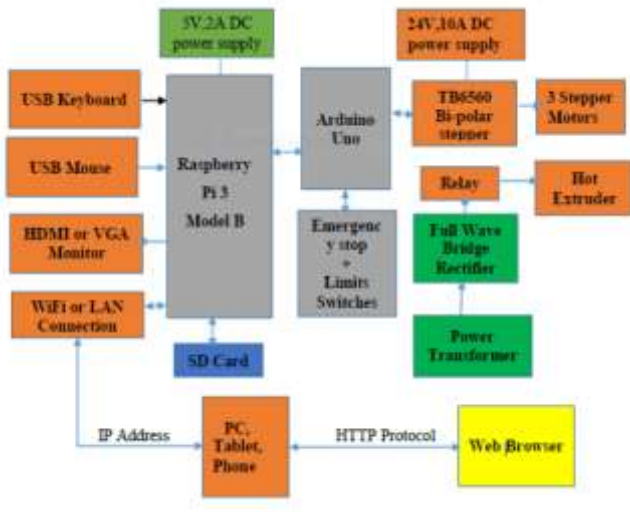 5V.2A DC
power supply
24V,10A DC
power supply
USB Keyboard
TB6560
Bi-polar
stepper
3 Stepper
Motors
Arduino
Uno
USB Mouse
Raspberry
Pi 3
Model B
Relay
Hot
Extruder
HDMI or VGA
Monitor
Emergenc
y stop
+
Limits
Switches
Full Wave
Bridge
Rectifier
WiFi or LAN
Connection
SD Card
Power
Transformer
IP Address
PC,
Tablet,
Phone
HTTP Protocol
Web Browser